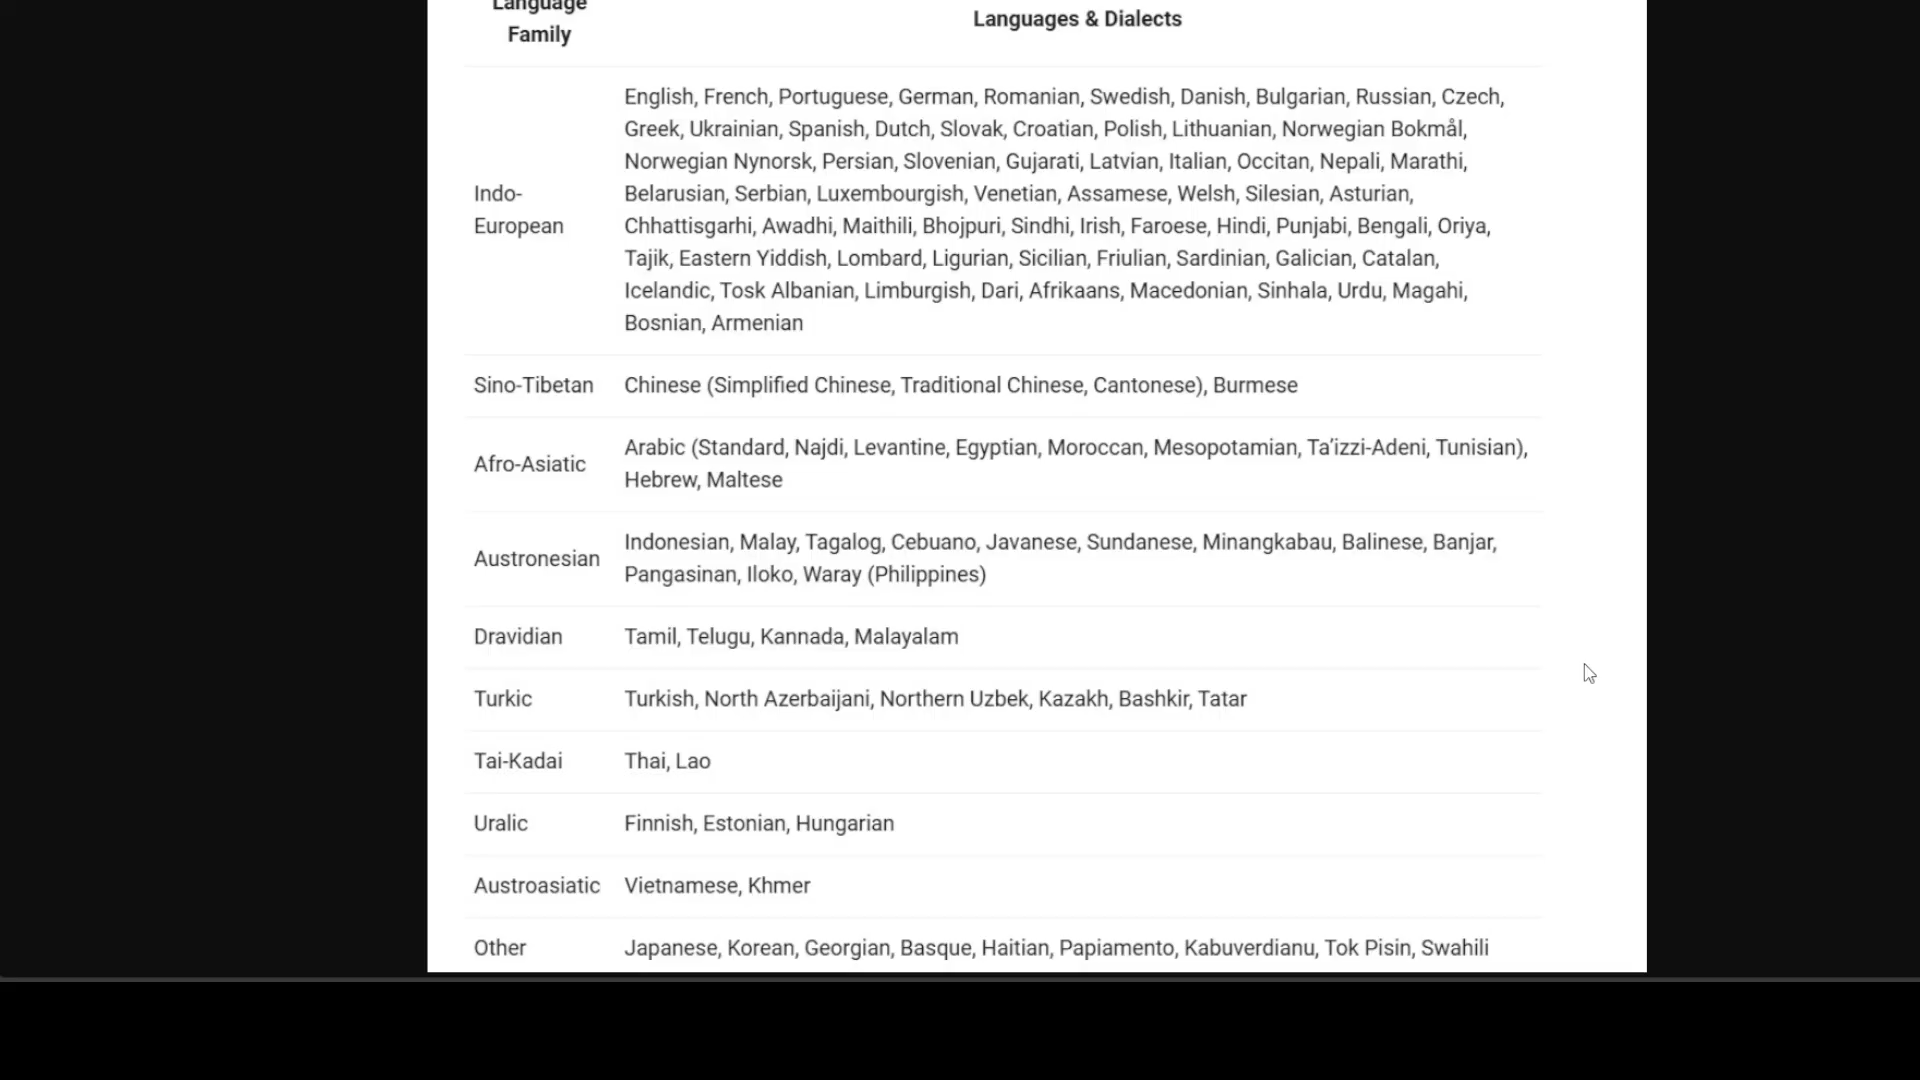 Language
Family
Languages & Dialects
Indo-
European
English, French, Portuguese, German, Romanian, Swedish, Danish, Bulgarian, Russian, Czech,
Greek, Ukrainian, Spanish, Dutch, Slovak, Croatian, Polish, Lithuanian, Norwegian Bokmål,
Norwegian Nynorsk, Persian, Slovenian, Gujarati, Latvian, Italian, Occitan, Nepali, Marathi,
Belarusian, Serbian, Luxembourgish, Venetian, Assamese, Welsh, Silesian, Asturian,
Chhattisgarhi, Awadhi, Maithili, Bhojpuri, Sindhi, Irish, Faroese, Hindi, Punjabi, Bengali, Oriya,
Tajik, Eastern Yiddish, Lombard, Ligurian, Sicilian, Friulian, Sardinian, Galician, Catalan,
Icelandic, Tosk Albanian, Limburgish, Dari, Afrikaans, Macedonian, Sinhala, Urdu, Magahi,
Bosnian, Armenian
Sino-Tibetan
Chinese (Simplified Chinese, Traditional Chinese, Cantonese), Burmese
Afro-Asiatic
Arabic (Standard, Najdi, Levantine, Egyptian, Moroccan, Mesopotamian, Ta’izzi-Adeni, Tunisian),
Hebrew, Maltese
Austronesian
Indonesian, Malay, Tagalog, Cebuano, Javanese, Sundanese, Minangkabau, Balinese, Banjar,
Pangasinan, Iloko, Waray (Philippines)
Dravidian
Tamil, Telugu, Kannada, Malayalam
Turkic
Turkish, North Azerbaijani, Northern Uzbek, Kazakh, Bashkir, Tatar
Tai-Kadai
Thai, Lao
Uralic
Finnish, Estonian, Hungarian
Austroasiatic
Vietnamese, Khmer
Other
Japanese, Korean, Georgian, Basque, Haitian, Papiamento, Kabuverdianu, Tok Pisin, Swahili